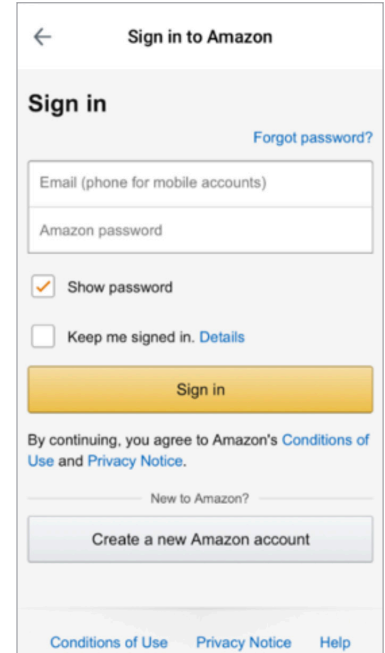 Sign in to Amazon
Sign in
Forgot password?
Email (phone for mobile accounts)
Amazon password
Show password
Keep me signed in. Details
Sign in
By continuing, you agree to Amazon's Conditions of
Use and Privacy Notice.
New to Amazon?
Create a new Amazon account
Conditions of Use Privacy Notice Help